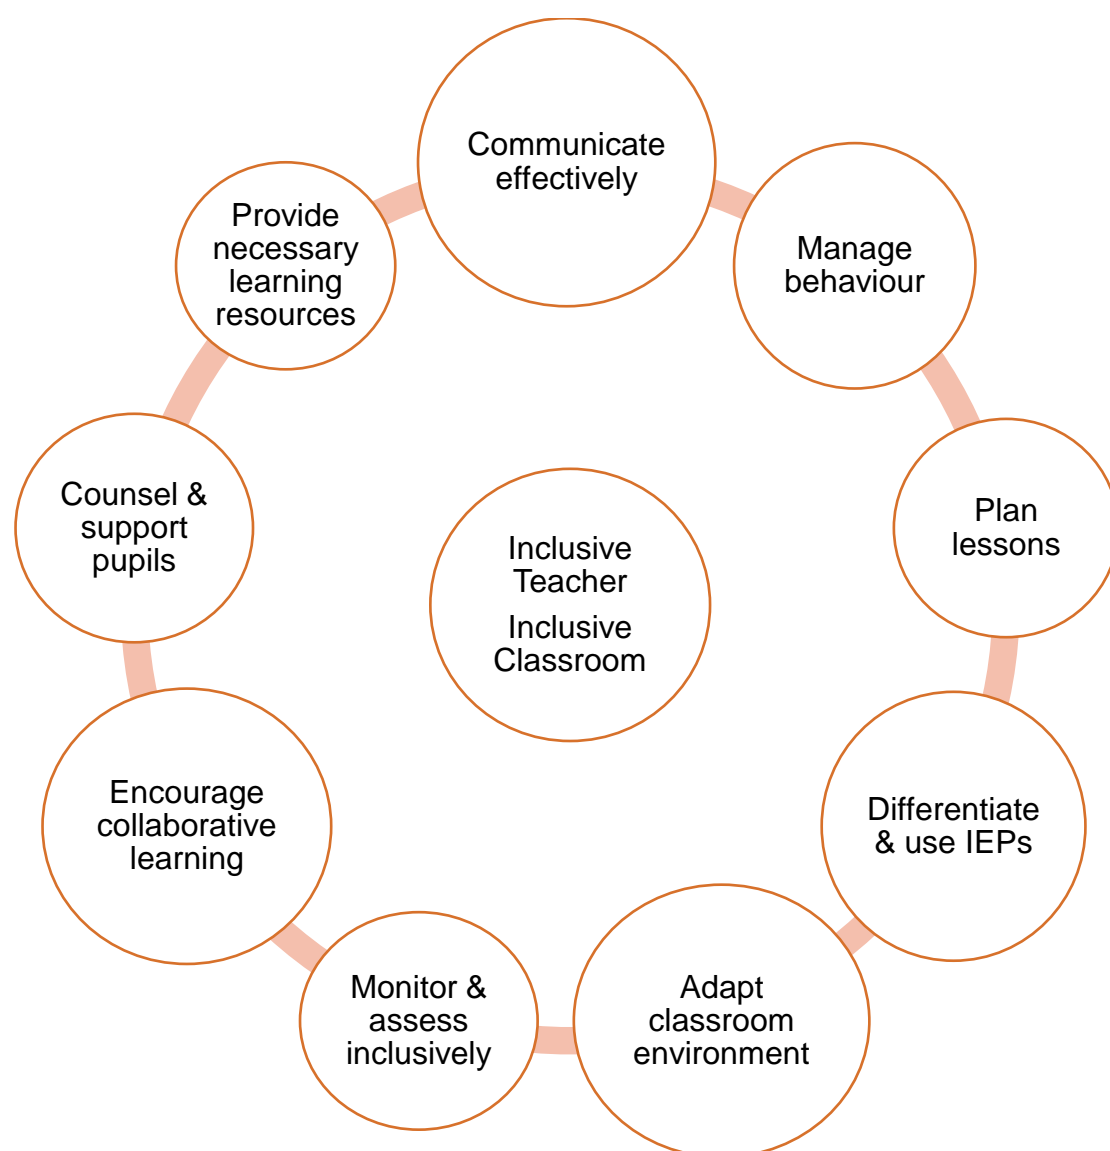 Communicate
effectively
Manage
behaviour
Plan
lessons
Differentiate
& use IEPs
Adapt
classroom
environment
Monitor &
assess
inclusively
Encourage
collaborative
learning
Counsel &
support
pupils
Provide
necessary
learning
resources
Inclusive
Teacher
Inclusive
Classroom